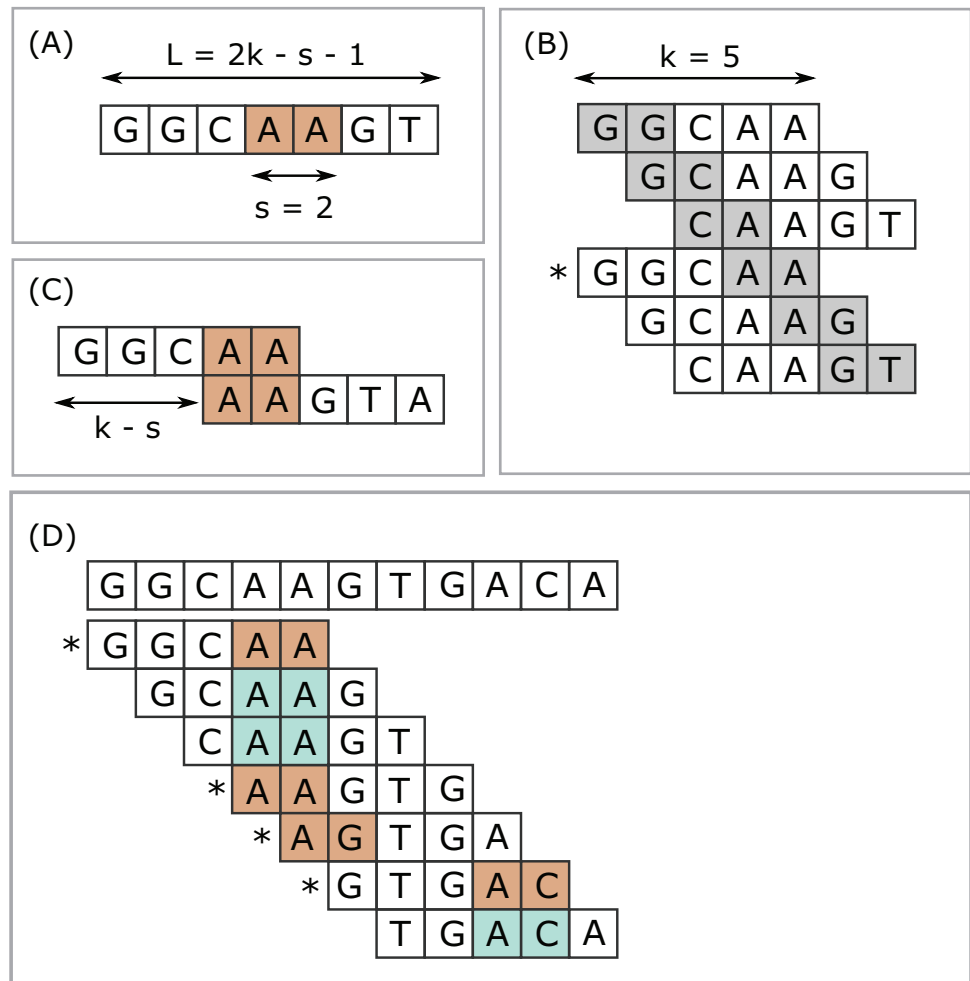 (A)
L = 2k - s - 1
G G C A A G T
s = 2
(B)
k = 5
G G C A A
G C A A G
C A A G T
* G G C A A
G C A A G
C A A G T
(C)
G G C A A
A A G T A
k - s
(D)
G G C A A G T G A C A
* G G C A A
G C A A G
C A A G T
* A A G T G
* A G T G A
* G T G A C
T G A C A